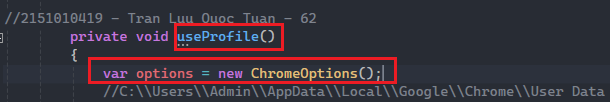 //2151010419 - Tran Luu Quoc Tuan - 62
private void useProfile()
{
var options = new ChromeOptions();
//C:\\Users\\Admin\\AppData\\Local\\Google\\Chrome\\User Data